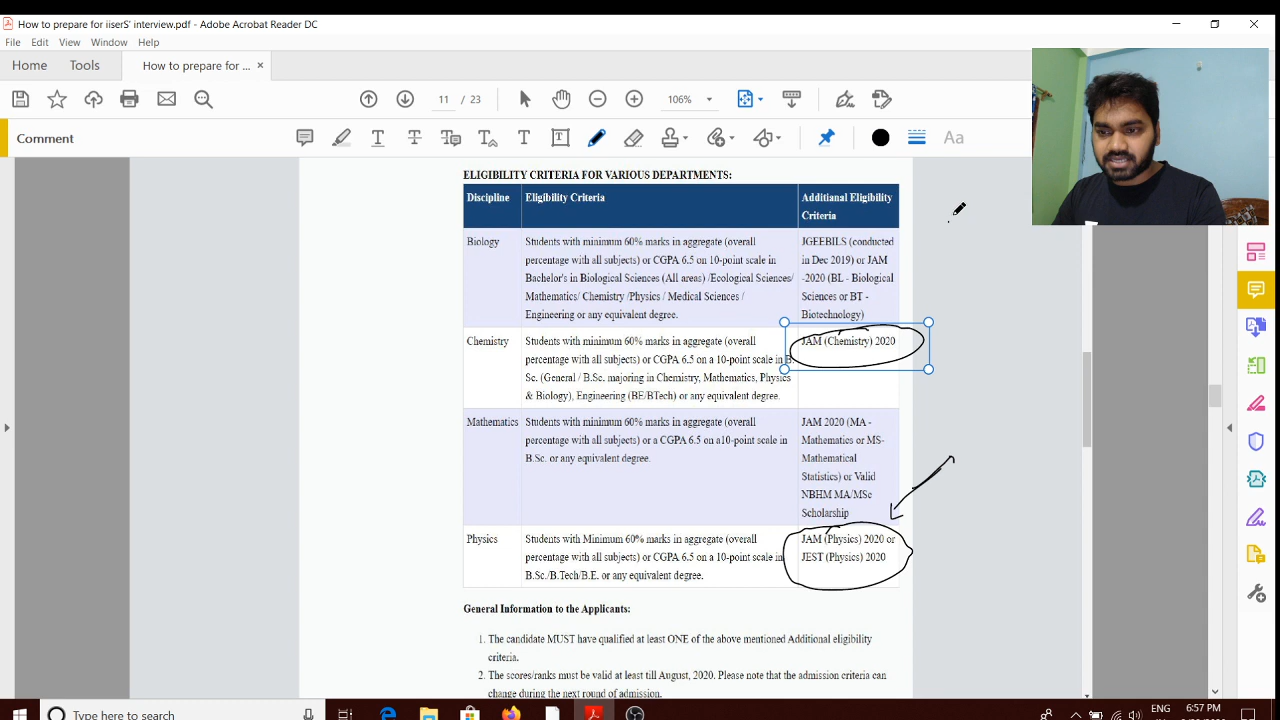 How to prepare for iiserS' interview.pdf - Adobe Acrobat Reader DC
File Edit View Window Help
Home Tools How to prepare for ... ×
11 / 23 106%
Comment
Aa
ELIGIBILITY CRITERIA FOR VARIOUS DEPARTMENTS:
Discipline Eligibility Criteria Additianal Eligibility
Criteria
Biology Students with minimum 60% marks in aggregate (overall JGEEBILS (conducted
percentage with all subjects) or CGPA 6.5 on 10-point scale in in Dec 2019) or JAM
Bachelor's in Biological Sciences (All areas) /Ecological Sciences/ -2020 (BL - Biological
Mathematics/ Chemistry /Physics / Medical Sciences / Sciences or BT -
Engineering or any equivalent degree. Biotechnology)
Chemistry Students with minimum 60% marks in aggregate (overall JAM (Chemistry) 2020
percentage with all subjects) or CGPA 6.5 on a 10-point scale in B.
Sc. (General / B.Sc. majoring in Chemistry, Mathematics, Physics
& Biology), Engineering (BE/BTech) or any equivalent degree.
Mathematics Students with minimum 60% marks in aggregate (overall JAM 2020 (MA -
percentage with all subjects) or a CGPA 6.5 on a10-point scale in Mathematics or MS-
B.Sc. or any equivalent degree. Mathematical
Statistics) or Valid
NBHM MA/MSc
Scholarship
Physics Students with Minimum 60% marks in aggregate (overall JAM (Physics) 2020 or
percentage with all subjects) or CGPA 6.5 on a 10-point scale in JEST (Physics) 2020
B.Sc./B.Tech/B.E. or any equivalent degree.
General Information to the Applicants:
1. The candidate MUST have qualified at least ONE of the above mentioned Additional eligibility
criteria.
2. The scores/ranks must be valid at least till August, 2020. Please note that the admission criteria can
change during the next round of admission.
Type here to search ENG 6:57 PM